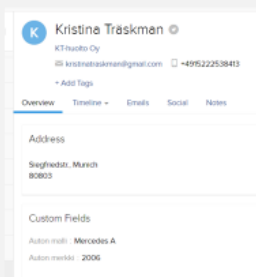 K
Kristina Träskman
KT-huolto Oy
kristinatraskman@gmail.com +4915222538413
+ Add Tags
Overview Timeline Emails Social Notes
Address
Siegfriedstr., Munich
80803
Custom Fields
Auton malli : Mercedes A
Auton merkki : 2006